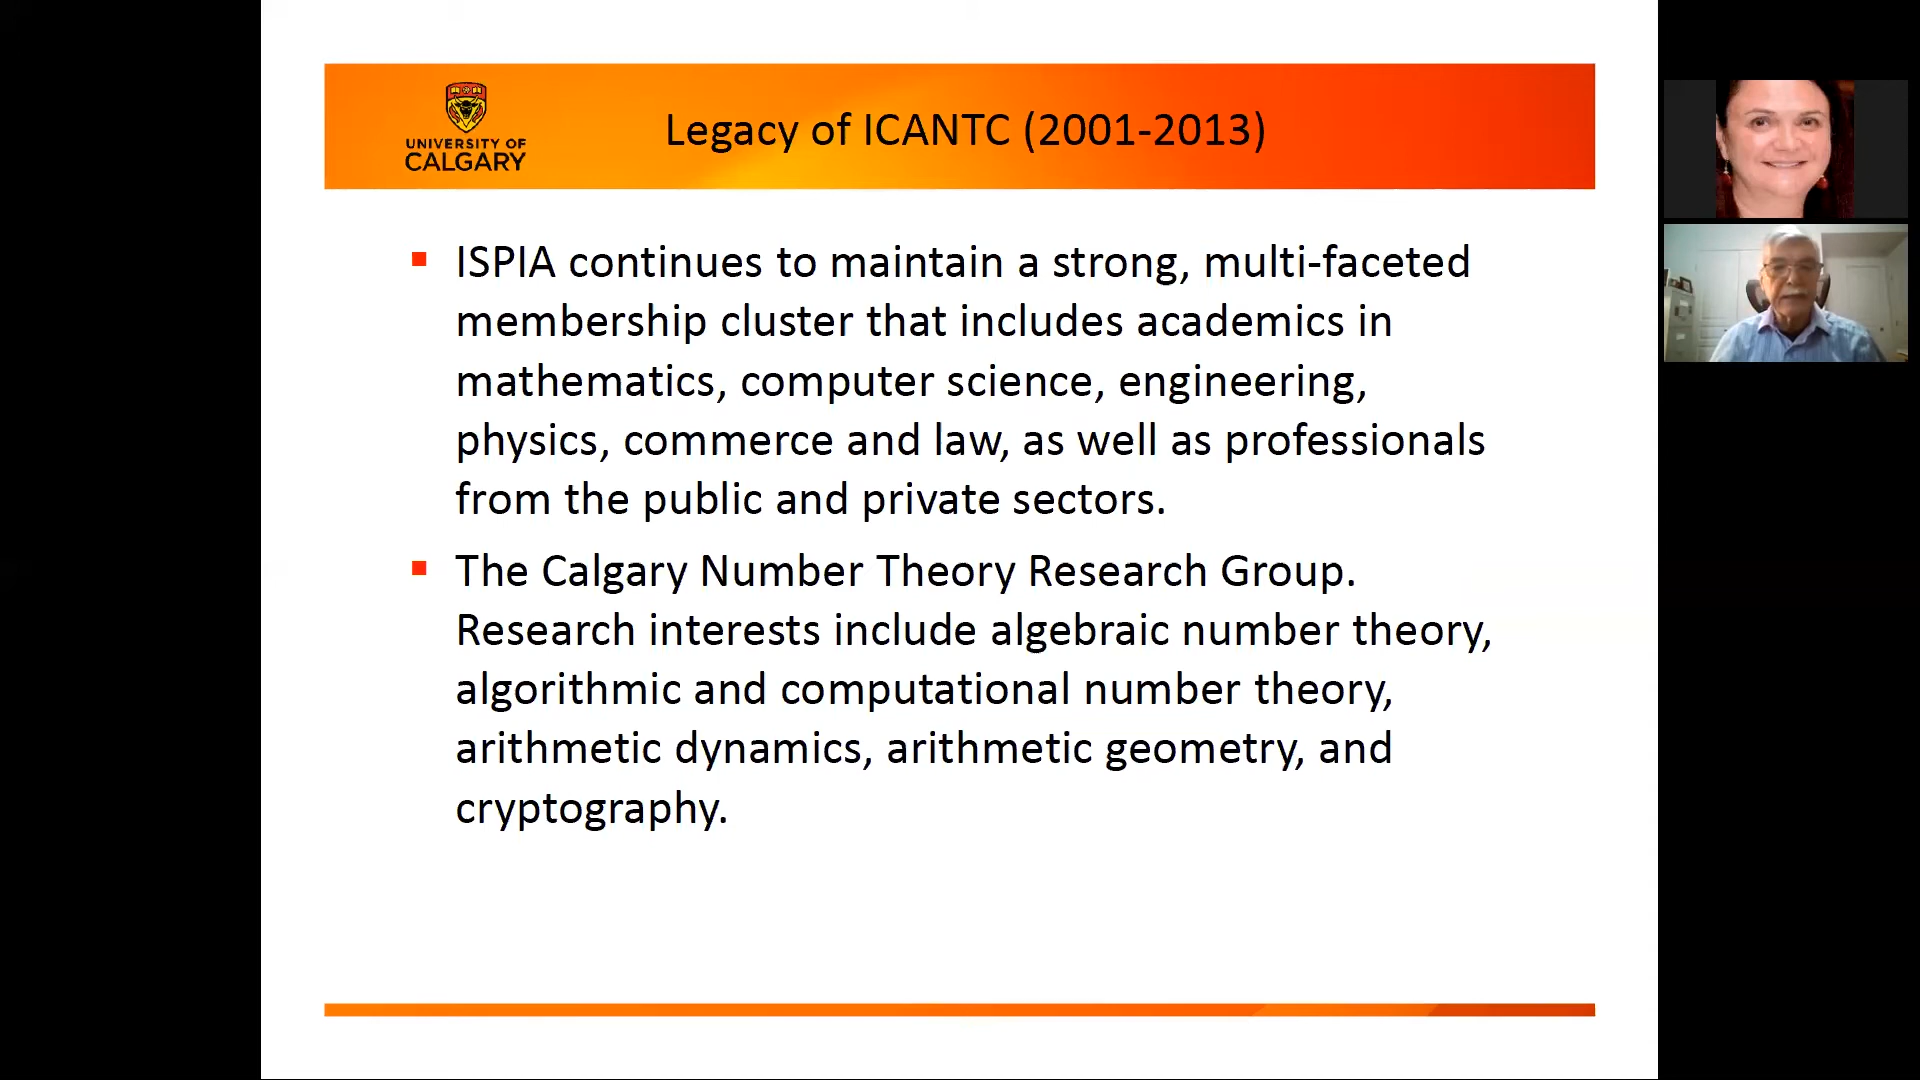 UNIVERSITY OF
CALGARY
Legacy of ICANTC (2001-2013)
ISPIA continues to maintain a strong, multi-faceted
membership cluster that includes academics in
mathematics, computer science, engineering,
physics, commerce and law, as well as professionals
from the public and private sectors.
The Calgary Number Theory Research Group.
Research interests include algebraic number theory,
algorithmic and computational number theory,
arithmetic dynamics, arithmetic geometry, and
cryptography.